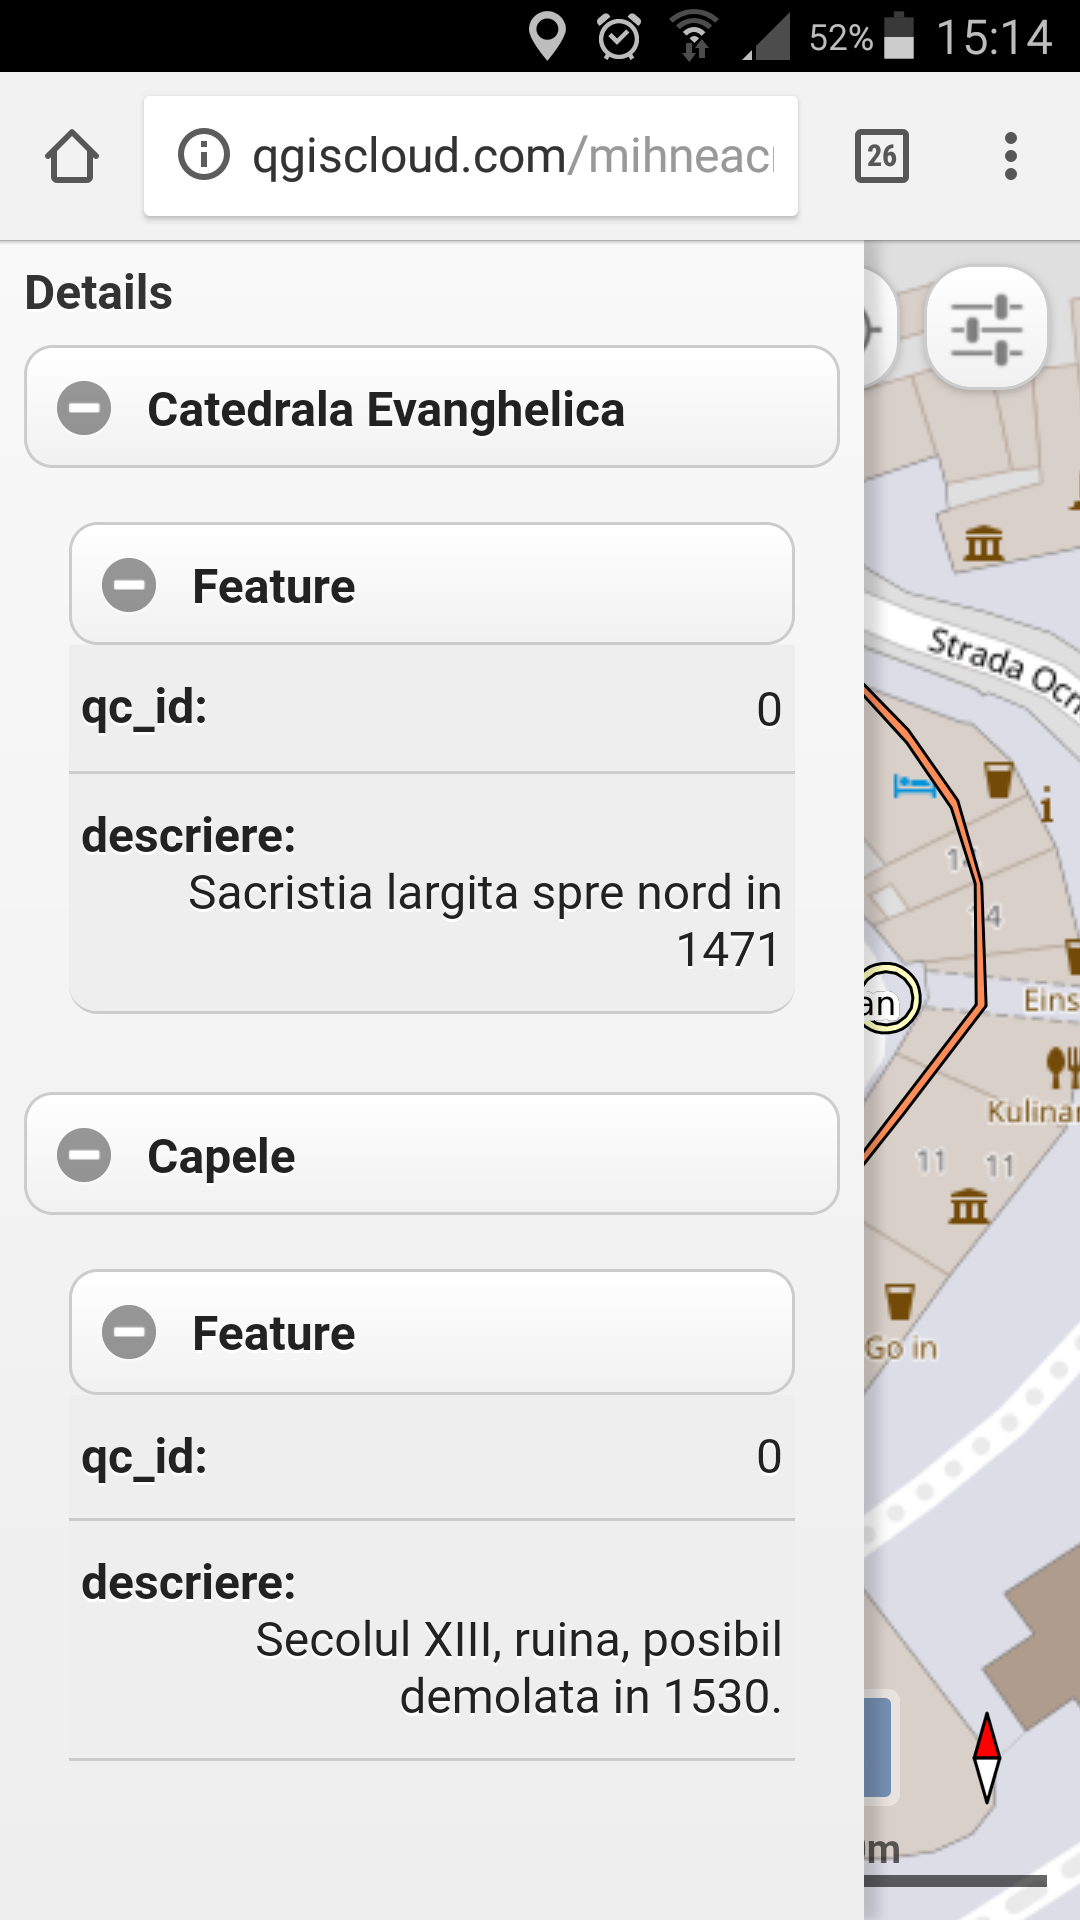 52% 15:14
qgiscloud.com/mihneac
26
Details
Catedrala Evanghelica
Feature
qc_id: 0
descriere:
Sacristia largita spre nord in
1471
Capele
Feature
qc_id: 0
descriere:
Secolul XIII, ruina, posibil
demolata in 1530.
Strada Ocn
i
14
an
Eins
Kulinar
11 11
Go in
m